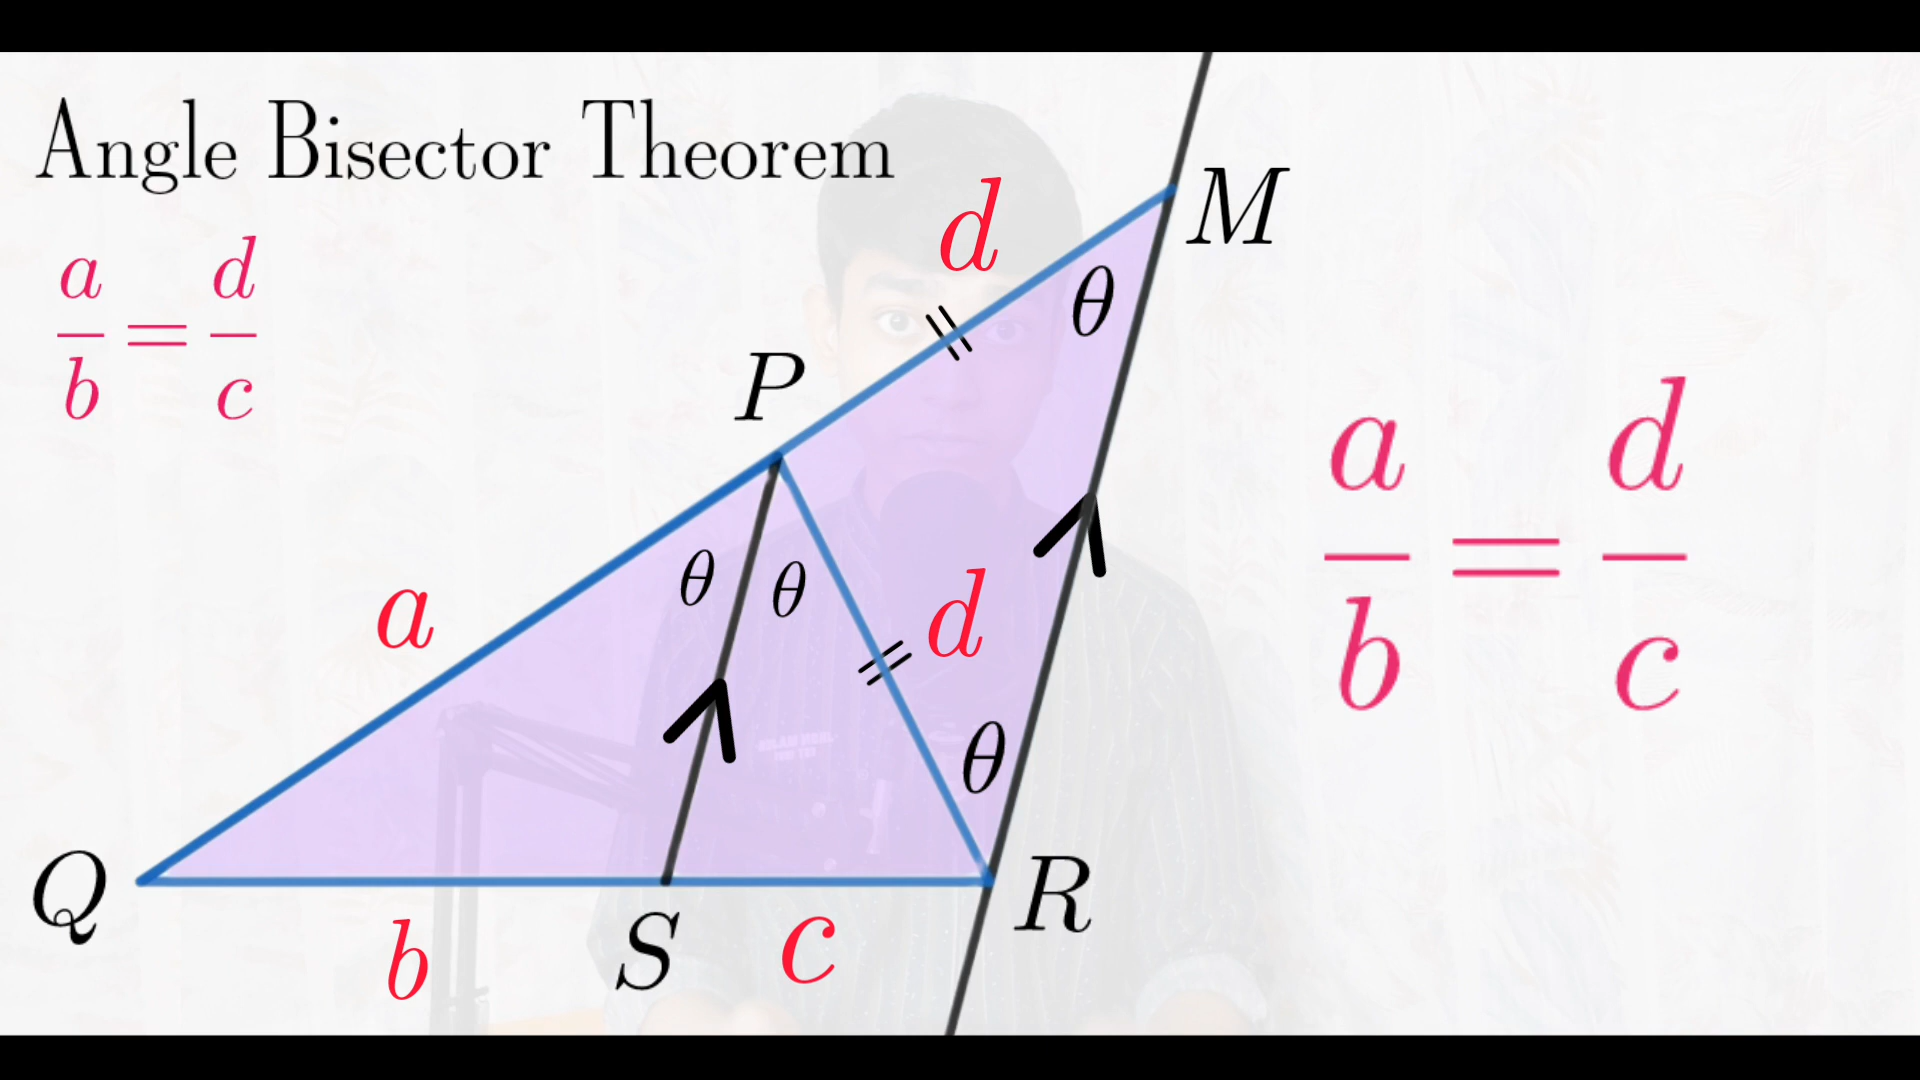 Angle Bisector Theorem
a/b = d/c
M
d
θ
P
a/b = d/c
θ θ
a
d
θ
Q
R
b
S
c